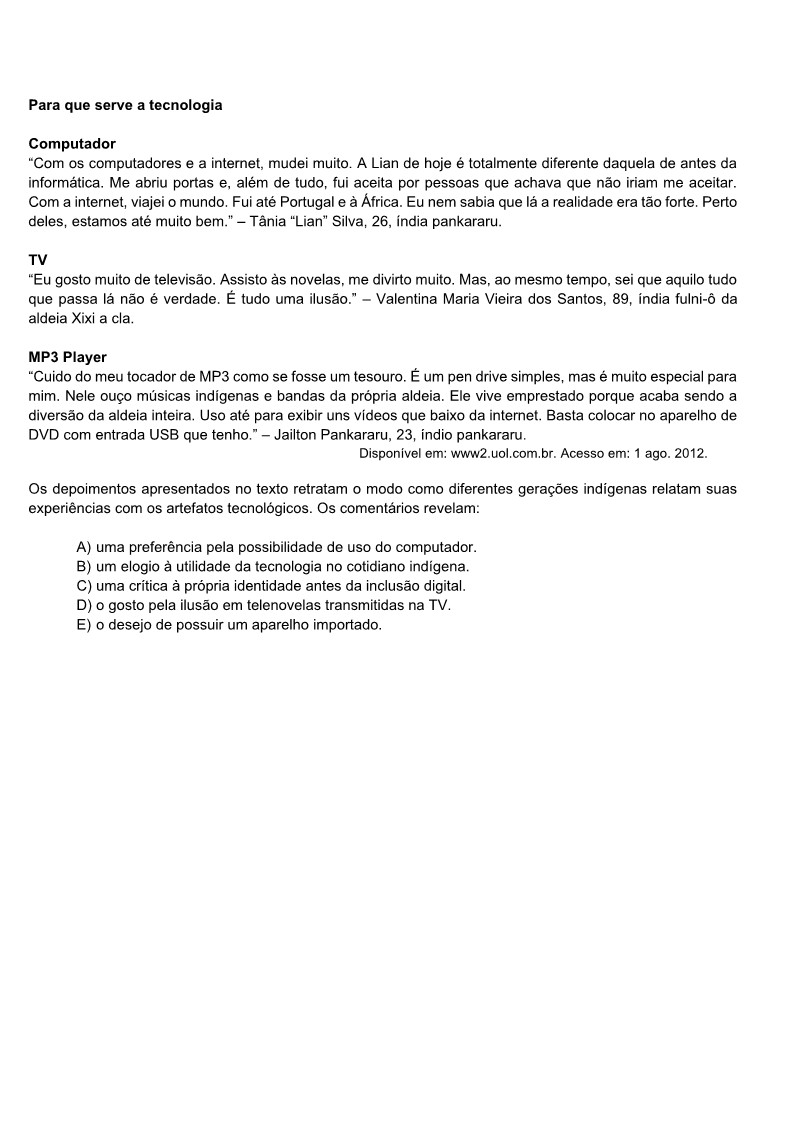 Para que serve a tecnologia
Computador
“Com os computadores e a internet, mudei muito. A Lian de hoje é totalmente diferente daquela de antes da
informática. Me abriu portas e, além de tudo, fui aceita por pessoas que achava que não iriam me aceitar.
Com a internet, viajei o mundo. Fui até Portugal e à África. Eu nem sabia que lá a realidade era tão forte. Perto
deles, estamos até muito bem.” – Tânia “Lian” Silva, 26, índia pankararu.
TV
“Eu gosto muito de televisão. Assisto às novelas, me divirto muito. Mas, ao mesmo tempo, sei que aquilo tudo
que passa lá não é verdade. É tudo uma ilusão.” – Valentina Maria Vieira dos Santos, 89, índia fulni-ô da
aldeia Xixi a cla.
MP3 Player
“Cuido do meu tocador de MP3 como se fosse um tesouro. É um pen drive simples, mas é muito especial para
mim. Nele ouço músicas indígenas e bandas da própria aldeia. Ele vive emprestado porque acaba sendo a
diversão da aldeia inteira. Uso até para exibir uns vídeos que baixo da internet. Basta colocar no aparelho de
DVD com entrada USB que tenho.” – Jailton Pankararu, 23, índio pankararu.
Disponível em: www2.uol.com.br. Acesso em: 1 ago. 2012.
Os depoimentos apresentados no texto retratam o modo como diferentes gerações indígenas relatam suas
experiências com os artefatos tecnológicos. Os comentários revelam:
A) uma preferência pela possibilidade de uso do computador.
B) um elogio à utilidade da tecnologia no cotidiano indígena.
C) uma crítica à própria identidade antes da inclusão digital.
D) o gosto pela ilusão em telenovelas transmitidas na TV.
E) o desejo de possuir um aparelho importado.